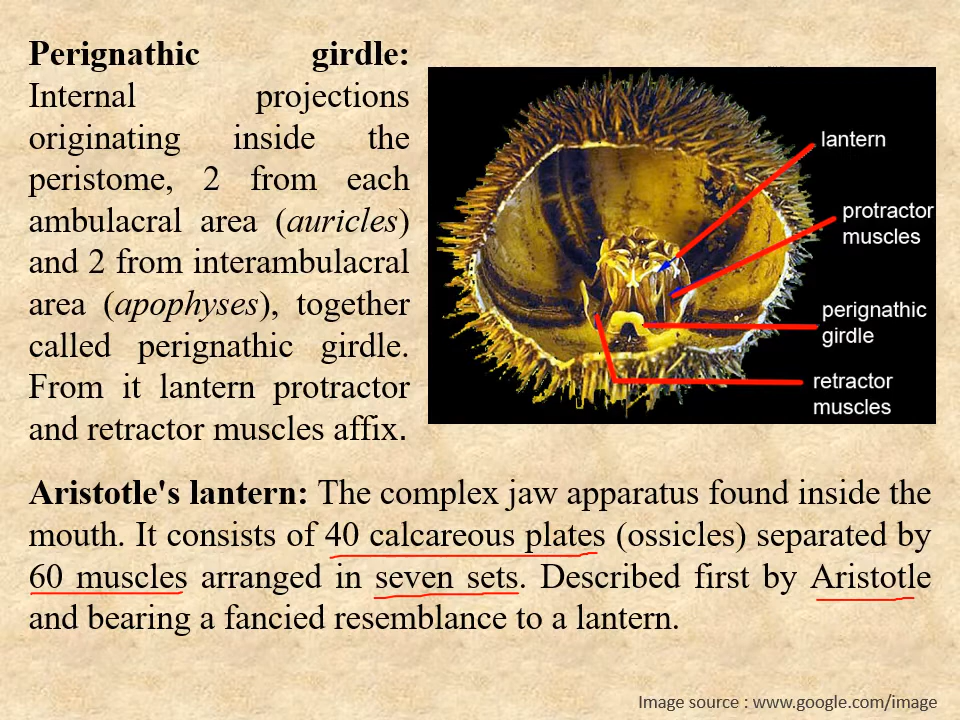 Perignathic girdle:
Internal projections
originating inside the
peristome, 2 from each
ambulacral area (auricles)
and 2 from interambulacral
area (apophyses), together
called perignathic girdle.
From it lantern protractor
and retractor muscles affix.
lantern
protractor
muscles
perignathic
girdle
retractor
muscles
Aristotle's lantern: The complex jaw apparatus found inside the
mouth. It consists of 40 calcareous plates (ossicles) separated by
60 muscles arranged in seven sets. Described first by Aristotle
and bearing a fancied resemblance to a lantern.
Image source : www.google.com/image